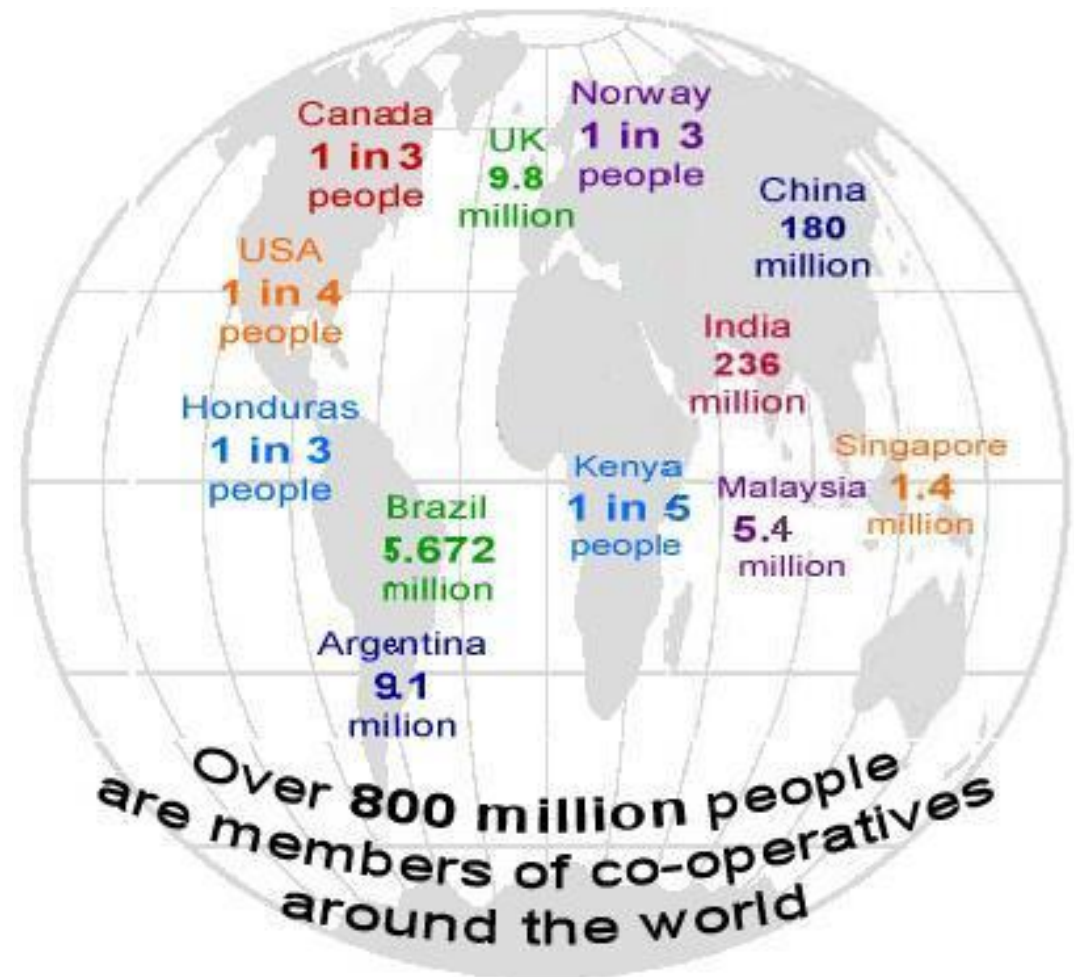 Canada
1 in 3
people
Norway
1 in 3
people
UK
9.8
million
China
180
million
USA
1 in 4
people
India
236
million
Honduras
1 in 3
people
Singapore
1.4
million
Kenya
1 in 5
people
Malaysia
5.4
million
Brazil
5.672
million
Argentina
9.1
milion
Over 800 million people
are members of co-operatives
around the world